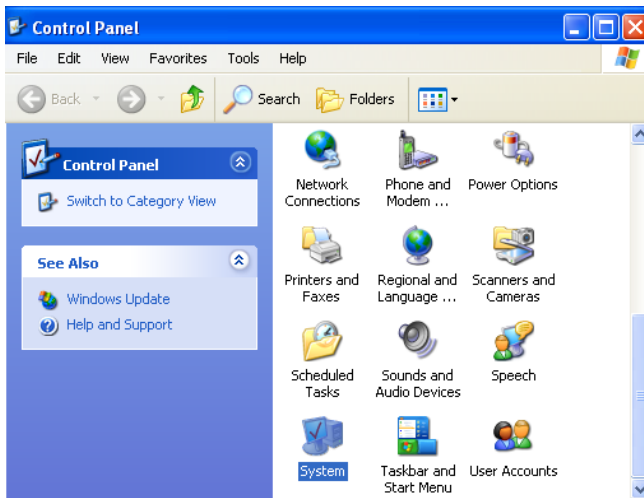 Control Panel
File Edit View Favorites Tools Help
Back Search Folders
Control Panel
Switch to Category View
See Also
Windows Update
Help and Support
Network Connections
Phone and Modem ...
Power Options
Printers and Faxes
Regional and Language ...
Scanners and Cameras
Scheduled Tasks
Sounds and Audio Devices
Speech
System
Taskbar and Start Menu
User Accounts